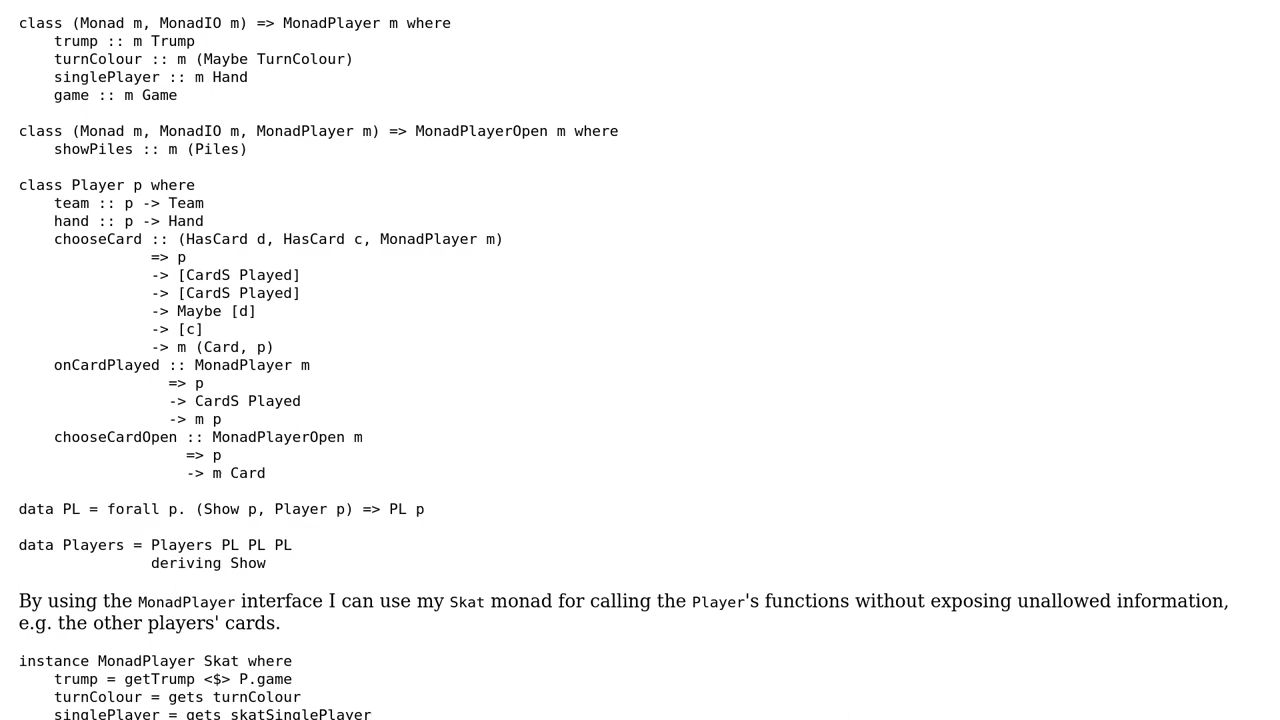 class (Monad m, MonadIO m) => MonadPlayer m where
    trump :: m Trump
    turnColour :: m (Maybe TurnColour)
    singlePlayer :: m Hand
    game :: m Game

class (Monad m, MonadIO m, MonadPlayer m) => MonadPlayerOpen m where
    showPiles :: m (Piles)

class Player p where
    team :: p -> Team
    hand :: p -> Hand
    chooseCard :: (HasCard d, HasCard c, MonadPlayer m)
               => p
               -> [CardS Played]
               -> [CardS Played]
               -> Maybe [d]
               -> [c]
               -> m (Card, p)
    onCardPlayed :: MonadPlayer m
                 => p
                 -> CardS Played
                 -> m p
    chooseCardOpen :: MonadPlayerOpen m
                   => p
                   -> m Card

data PL = forall p. (Show p, Player p) => PL p

data Players = Players PL PL PL
               deriving Show

By using the MonadPlayer interface I can use my Skat monad for calling the Player's functions without exposing unallowed information,
e.g. the other players' cards.

instance MonadPlayer Skat where
    trump = getTrump <$> P.game
    turnColour = gets turnColour
    singlePlayer = gets skatSinglePlayer